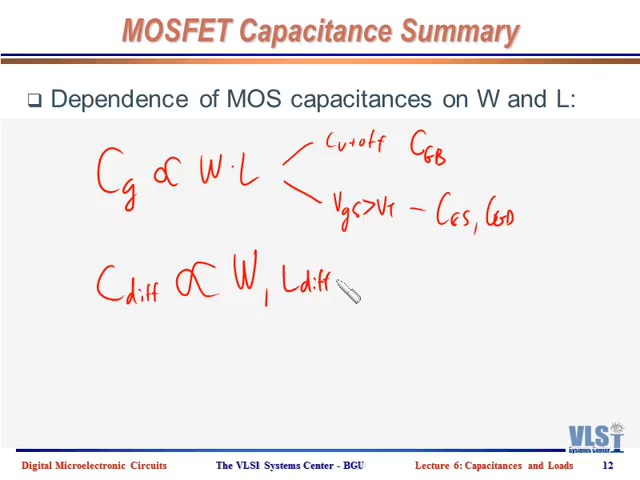 MOSFET Capacitance Summary
Dependence of MOS capacitances on W and L:
Cg ∝ W·L
Cutoff CGB
Vgs>VT – CGS, CGD
Cdiff ∝ W, Ldiff
VLSI
Systems Center
Digital Microelectronic Circuits The VLSI Systems Center - BGU Lecture 6: Capacitances and Loads 12